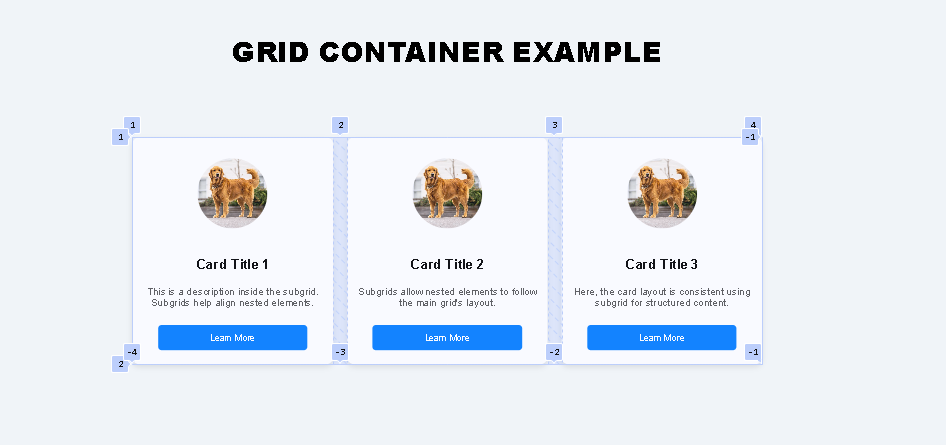 GRID CONTAINER EXAMPLE
1 2 3 4
1 -1
Card Title 1
This is a description inside the subgrid.
Subgrids help align nested elements.
Learn More
Card Title 2
Subgrids allow nested elements to follow
the main grid's layout.
Learn More
Card Title 3
Here, the card layout is consistent using
subgrid for structured content.
Learn More
-4 -3 -2 -1
2